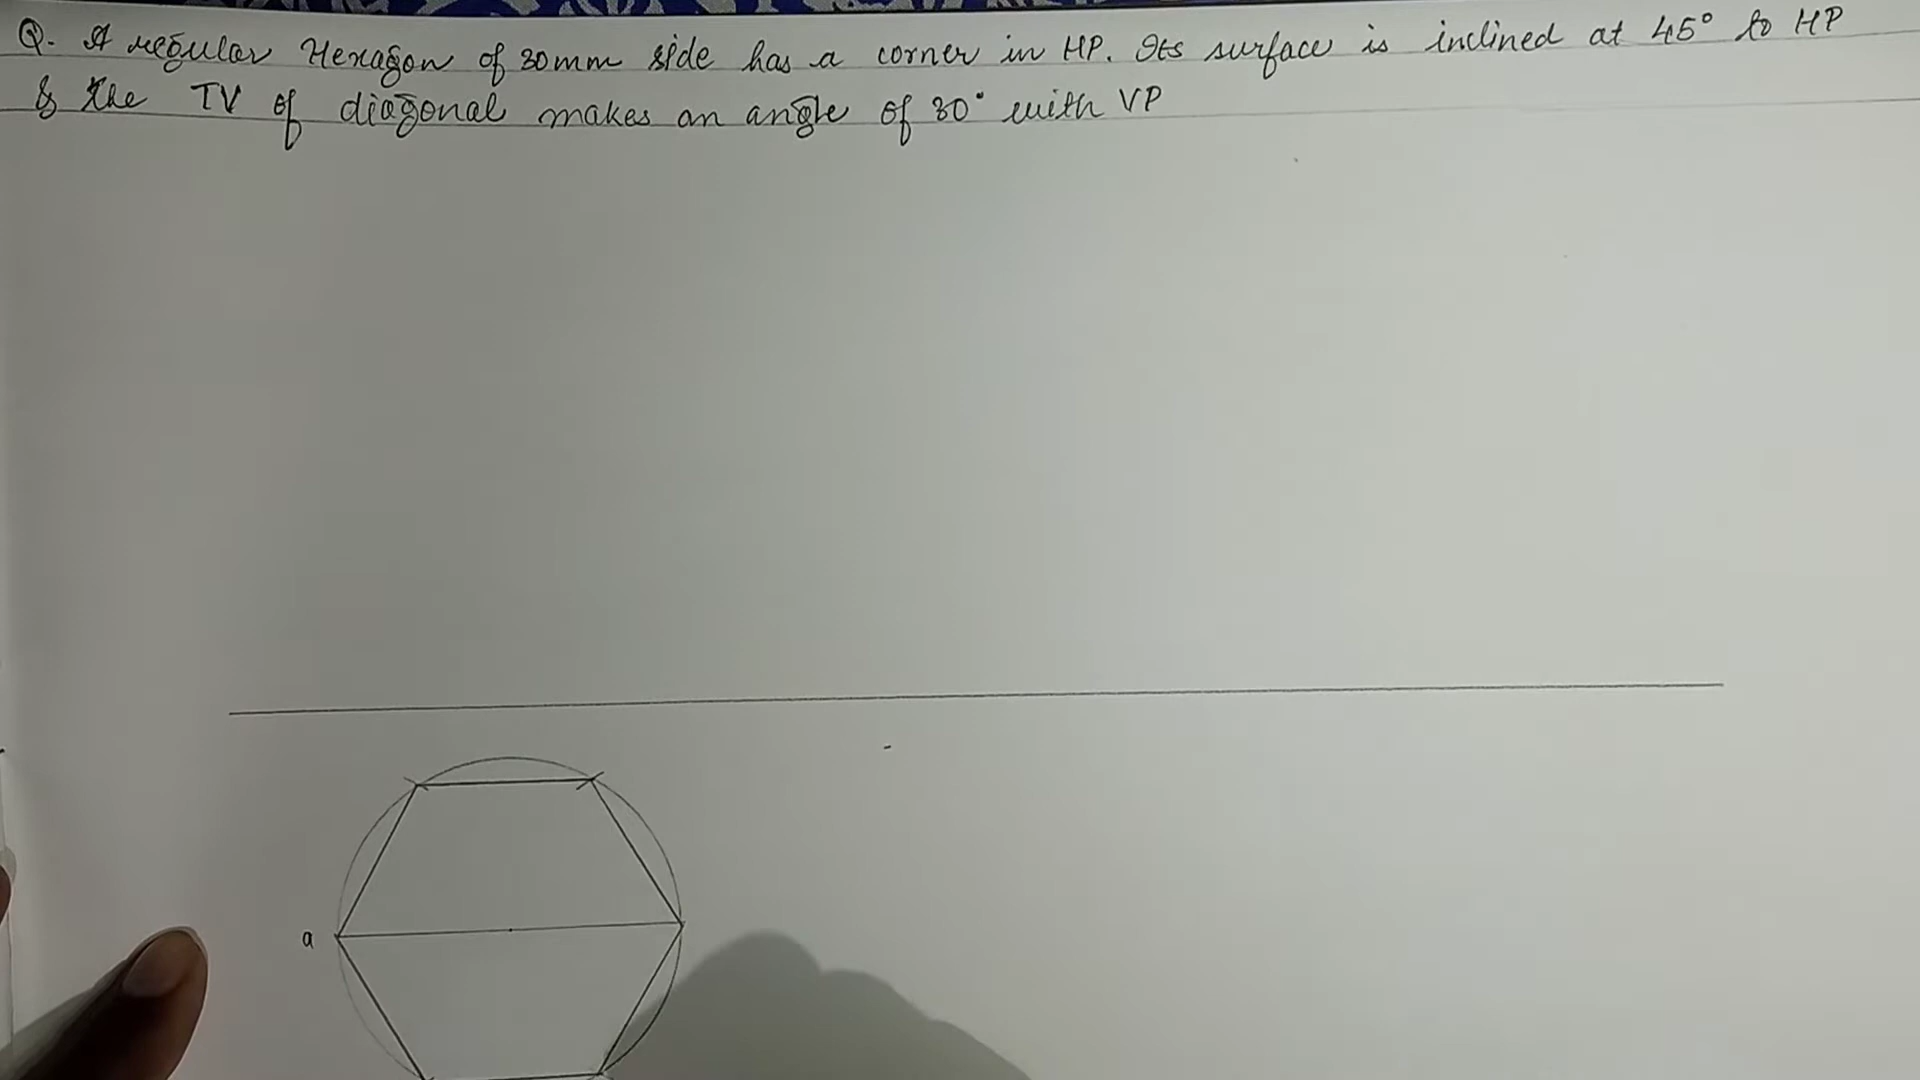 Q. A regular Hexagon of 30mm side has a corner in HP. Its surface is inclined at 45° to HP
& the TV of diagonal makes an angle of 30° with VP
a